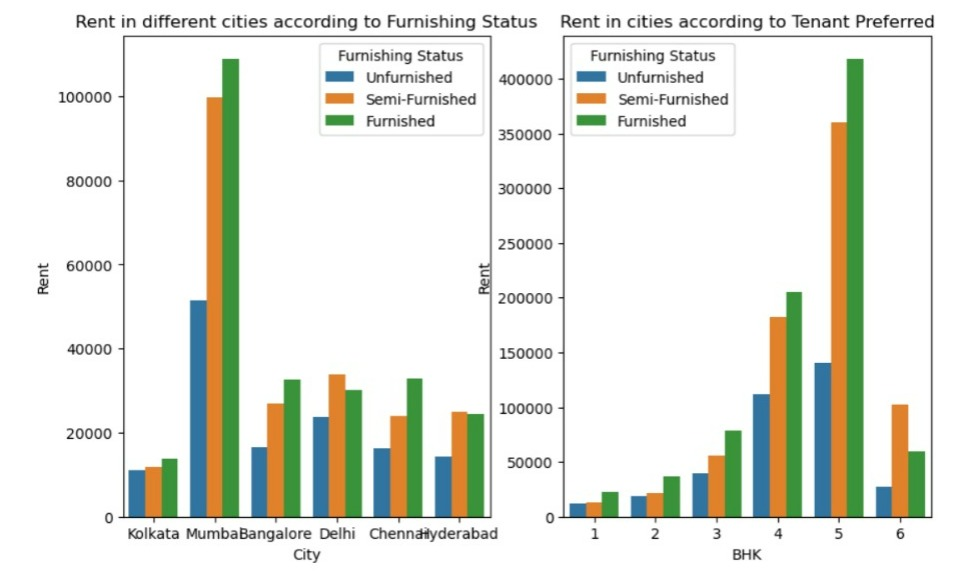 Rent in different cities according to Furnishing Status
Furnishing Status
Unfurnished
Semi-Furnished
Furnished
100000
80000
60000
40000
20000
0
Rent
Kolkata Mumbai Bangalore Delhi Chennai Hyderabad
City
Rent in cities according to Tenant Preferred
Furnishing Status
Unfurnished
Semi-Furnished
Furnished
400000
350000
300000
250000
200000
150000
100000
50000
0
Rent
1 2 3 4 5 6
BHK